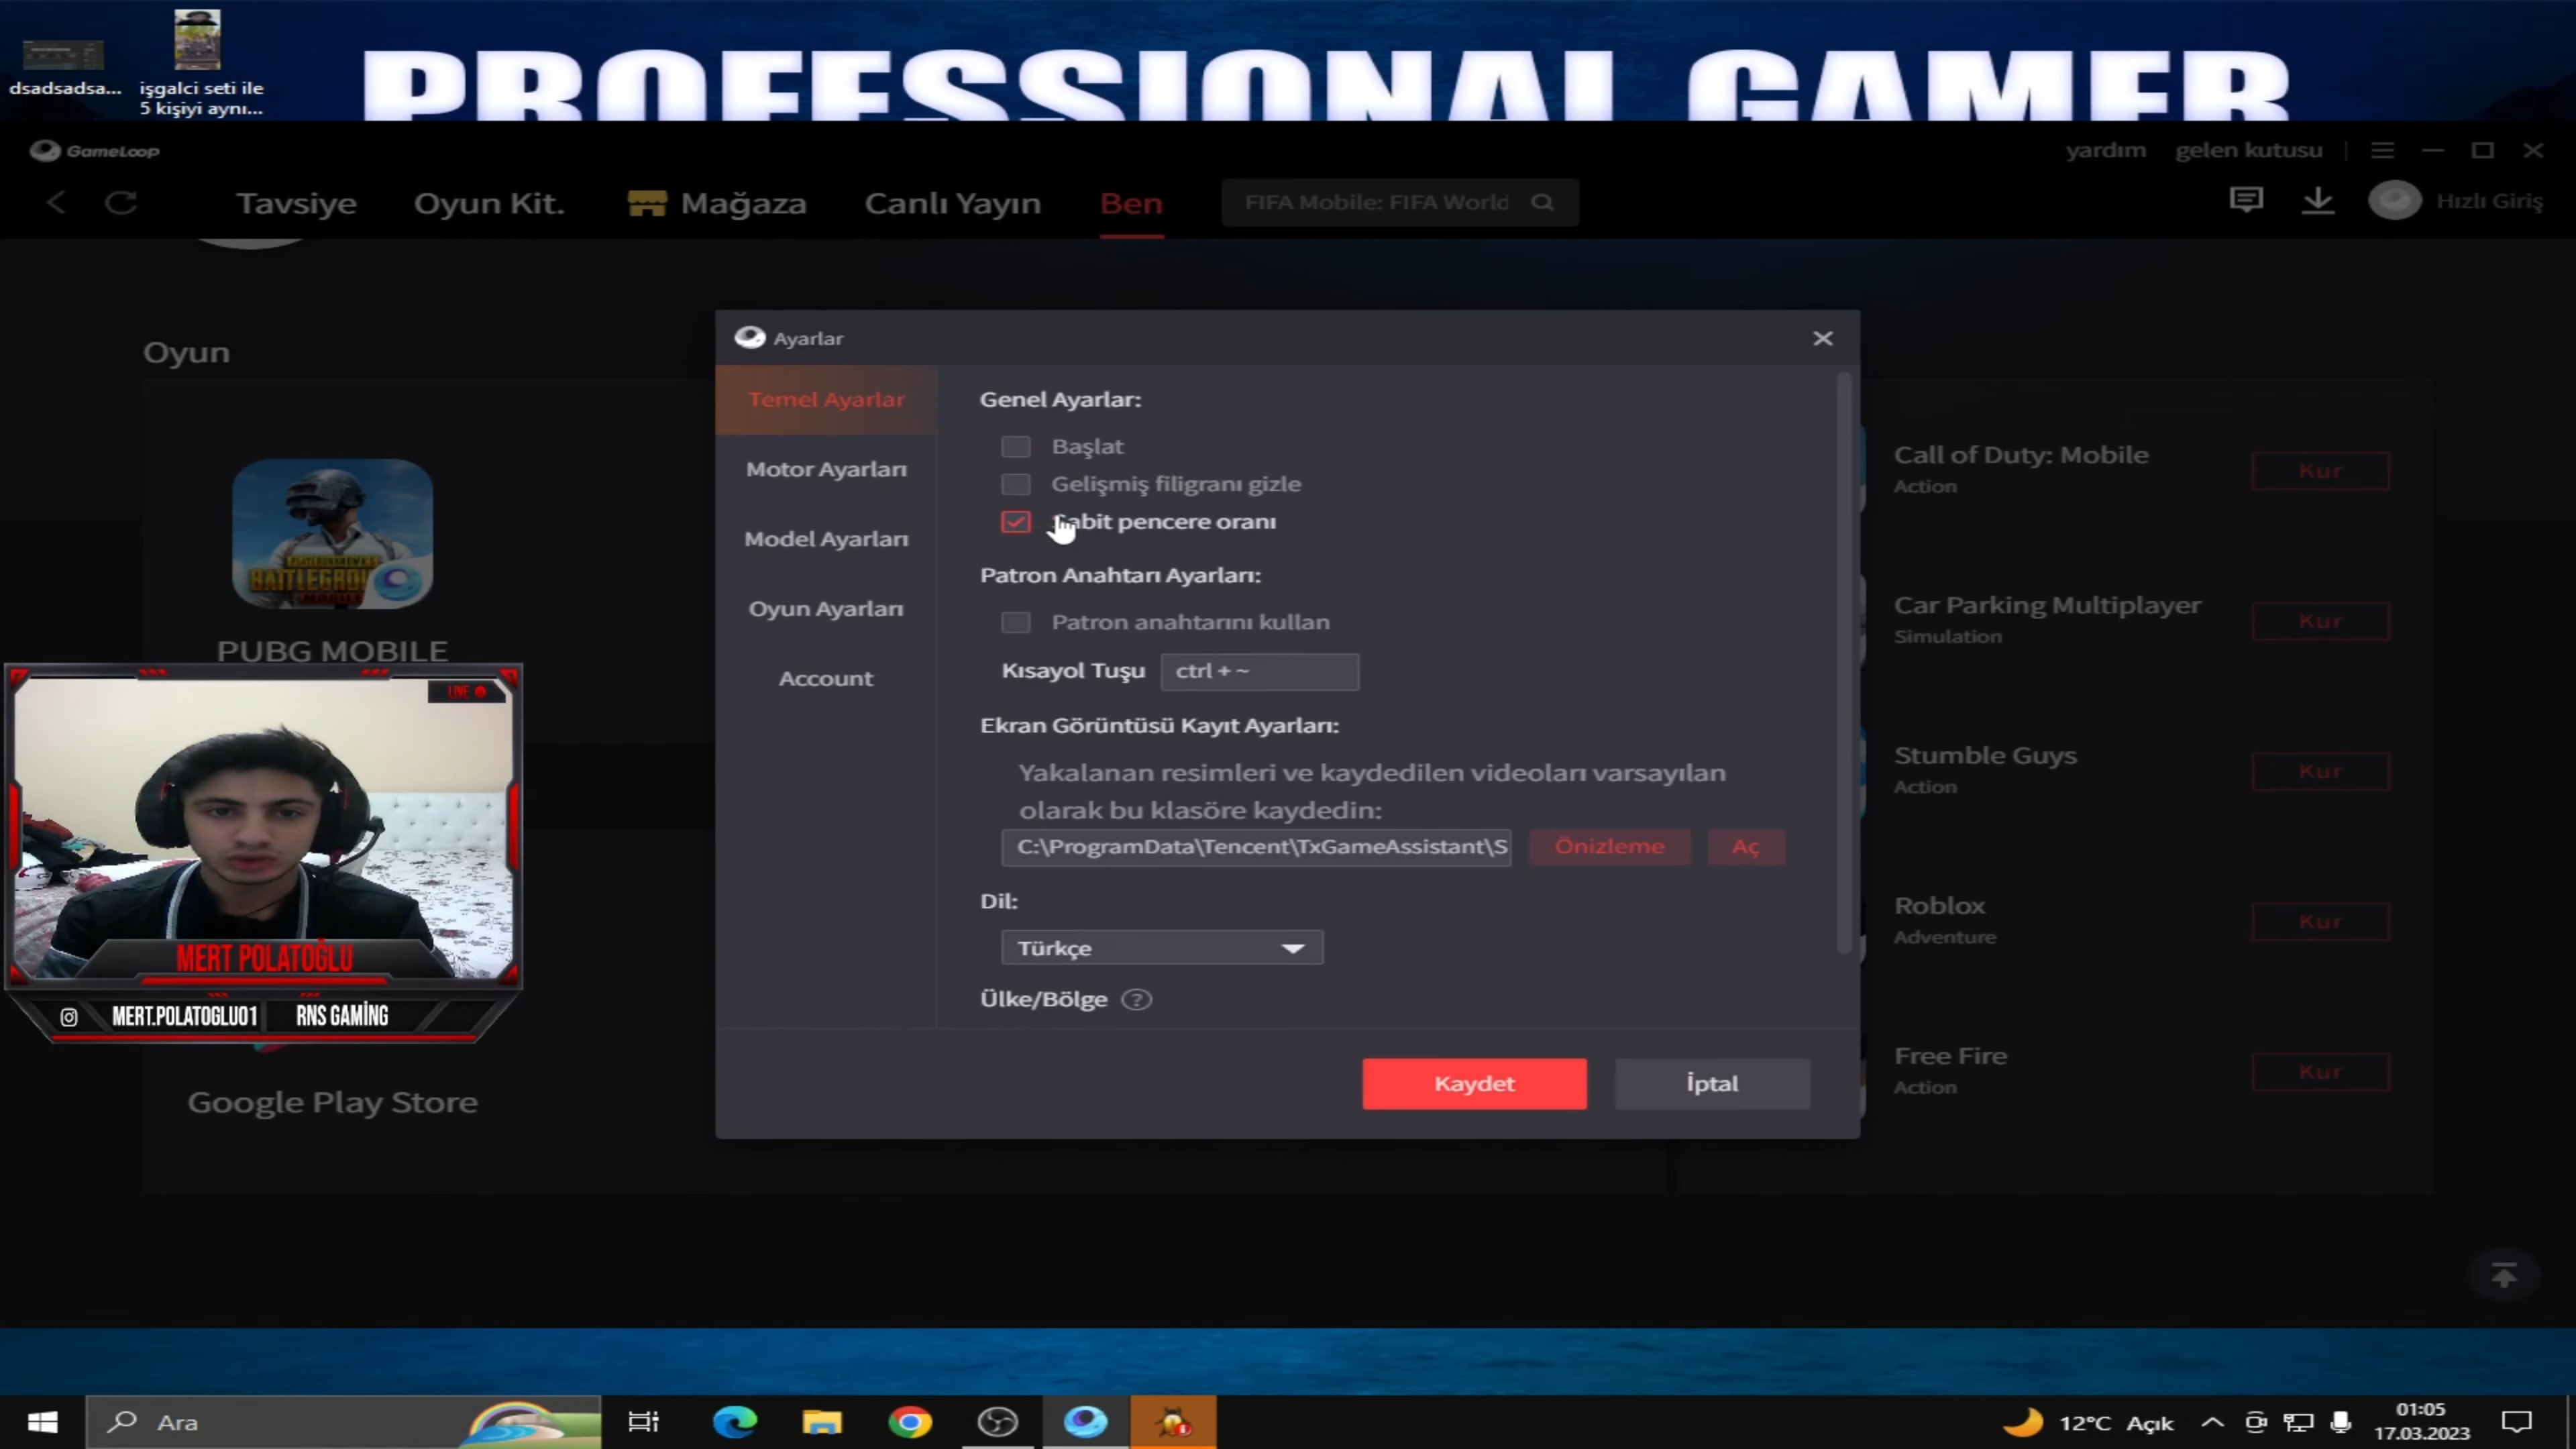 PROFESSIONAL GAMER
dsadsadsa...
işgalci seti ile
5 kişiyi aynı...
GameLoop
yardım
gelen kutusu
Tavsiye
Oyun Kit.
Mağaza
Canlı Yayın
Ben
FIFA Mobile: FIFA World
Hızlı Giriş
Oyun
PUBG MOBILE
Google Play Store
Ayarlar
Temel Ayarlar
Motor Ayarları
Model Ayarları
Oyun Ayarları
Account
Genel Ayarlar:
Başlat
Gelişmiş filigranı gizle
Sabit pencere oranı
Patron Anahtarı Ayarları:
Patron anahtarını kullan
Kısayol Tuşu
ctrl + ~
Ekran Görüntüsü Kayıt Ayarları:
Yakalanan resimleri ve kaydedilen videoları varsayılan
olarak bu klasöre kaydedin:
C:\ProgramData\Tencent\TxGameAssistant\S
Önizleme
Aç
Dil:
Türkçe
Ülke/Bölge
?
Kaydet
İptal
Call of Duty: Mobile
Action
Kur
Car Parking Multiplayer
Simulation
Kur
Stumble Guys
Action
Kur
Roblox
Adventure
Kur
Free Fire
Action
Kur
LIVE
MERT POLATOĞLU
MERT.POLATOGLU01
RNS GAMİNG
Ara
12°C Açık
01:05
17.03.2023